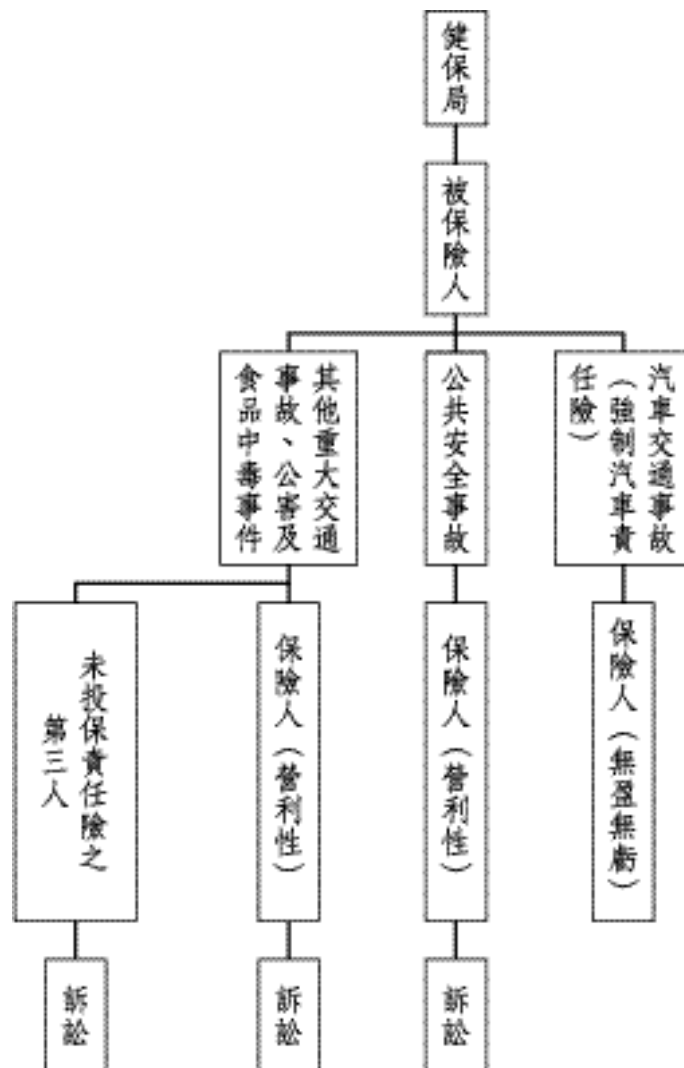 健保局
被保險人
汽車交通事故
（強制汽車責
任險）
公共安全事故
其他重大交通
事故、公害及
食品中毒事件
保險人（無盈無虧）
保險人（營利性）
保險人（營利性）
未投保責任險之
第三人
訴訟
訴訟
訴訟